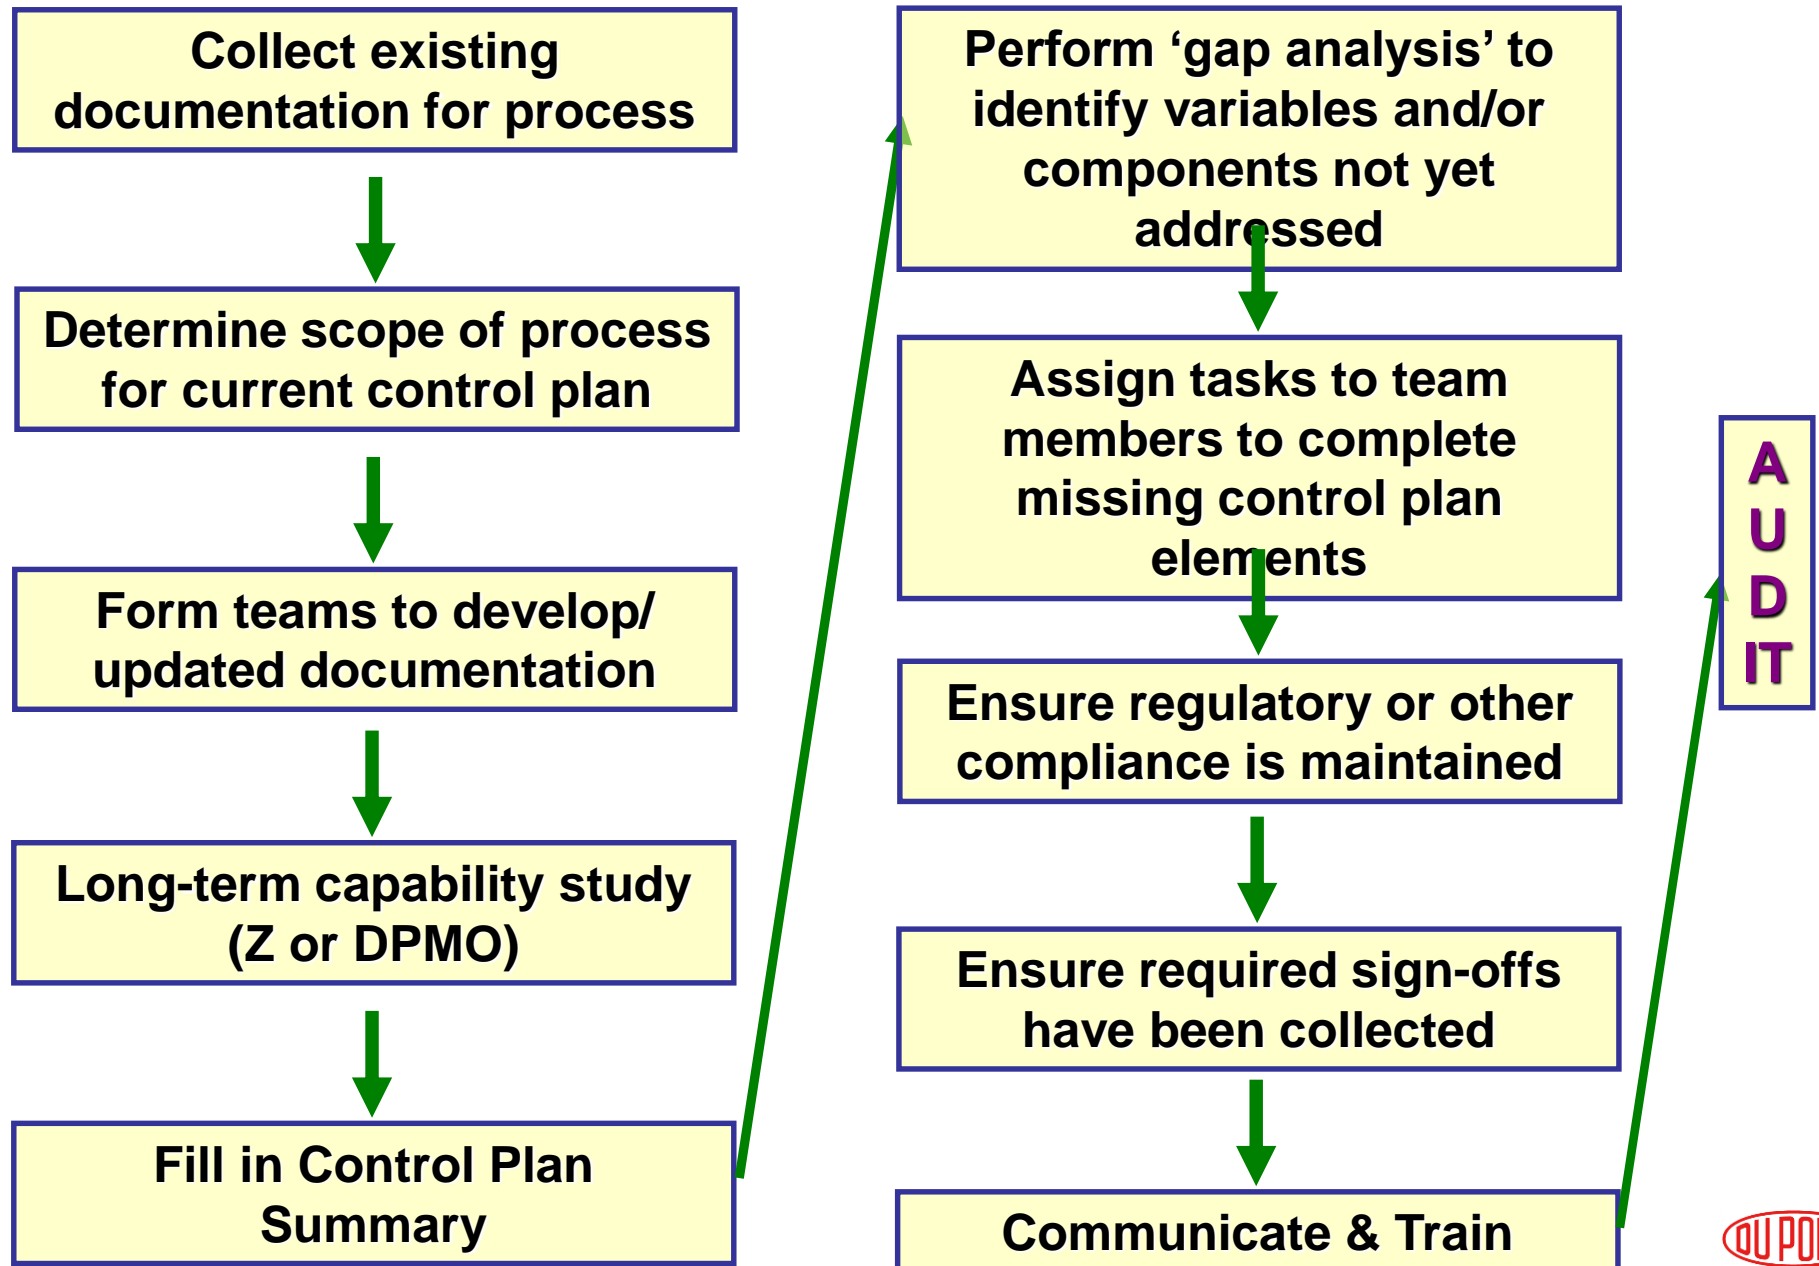 Collect existing
documentation for process
Determine scope of process
for current control plan
Form teams to develop/
updated documentation
Long-term capability study
(Z or DPMO)
Fill in Control Plan
Summary
Perform ‘gap analysis’ to
identify variables and/or
components not yet
addressed
Assign tasks to team
members to complete
missing control plan
elements
Ensure regulatory or other
compliance is maintained
Ensure required sign-offs
have been collected
Communicate & Train
A
U
D
IT